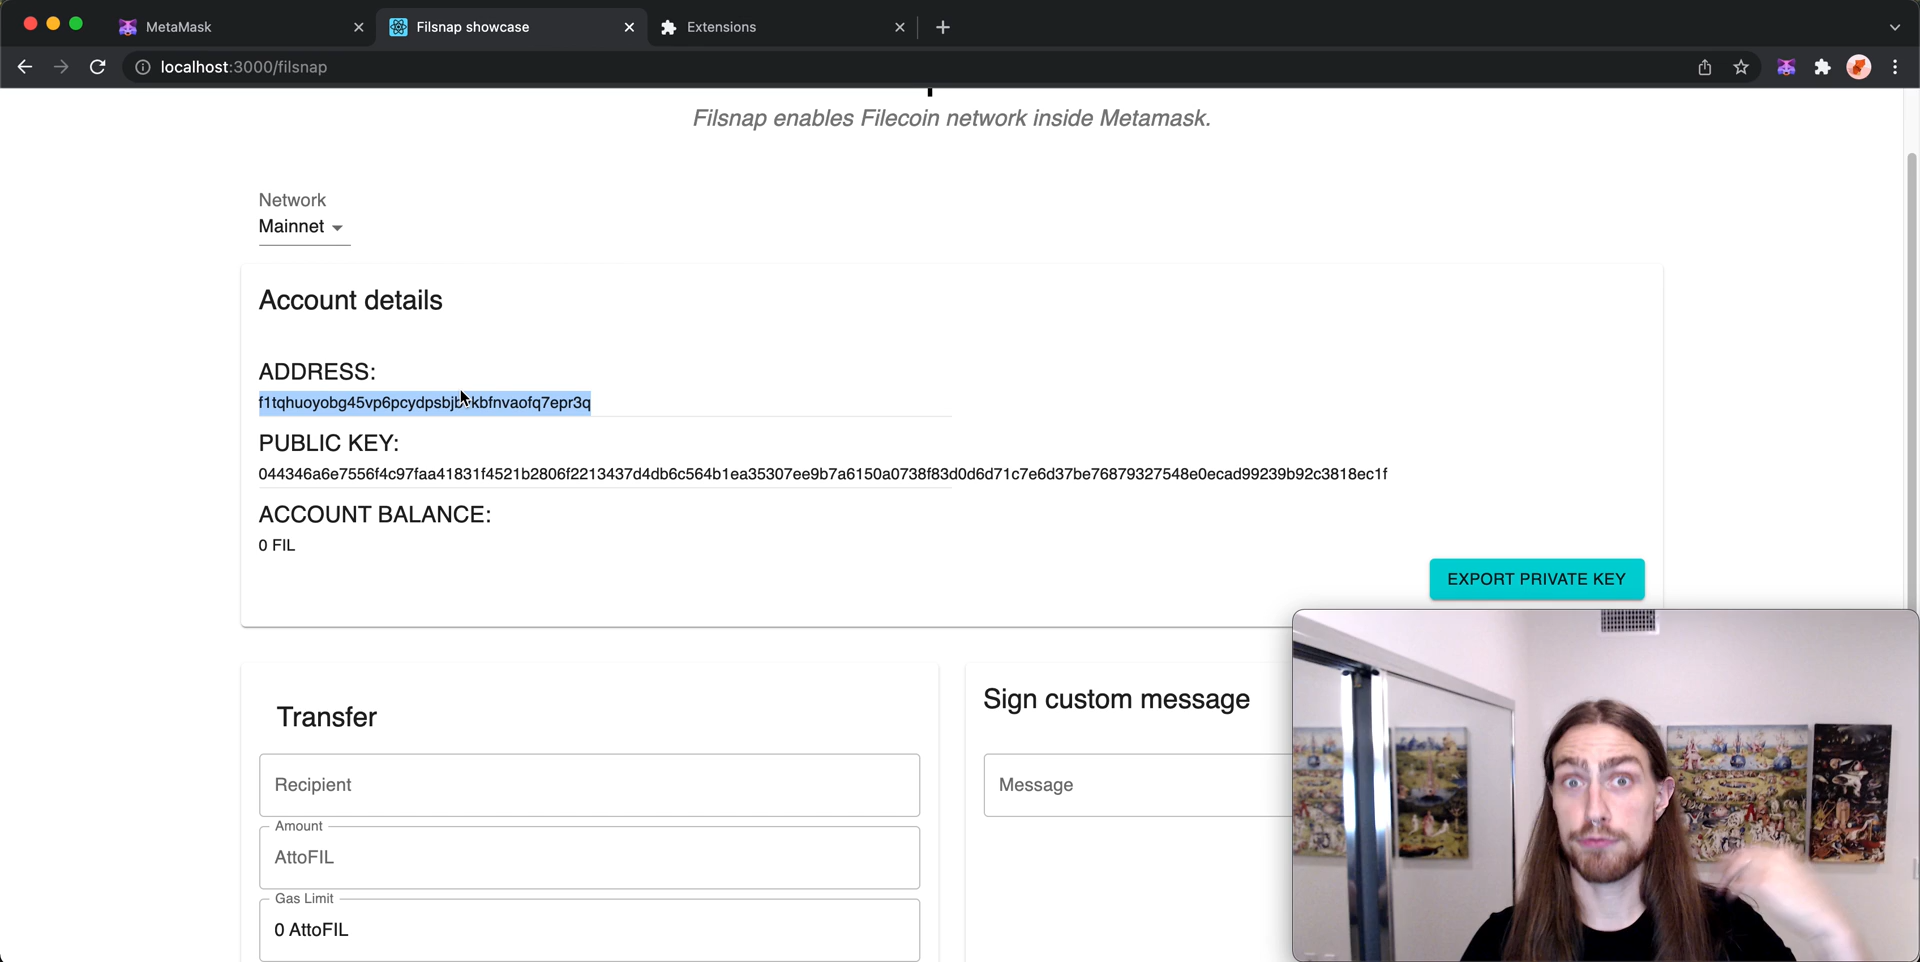 MetaMask
Filsnap showcase
Extensions
localhost:3000/filsnap
Filsnap enables Filecoin network inside Metamask.
Network
Mainnet
Account details
ADDRESS:
PUBLIC KEY:
044346a6e7556f4c97faa41831f4521b2806f2213437d4db6c564b1ea35307ee9b7a6150a0738f83d0d6d71c7e6d37be76879327548e0ecad99239b92c3818ec1f
ACCOUNT BALANCE:
0 FIL
EXPORT PRIVATE KEY
Transfer
Sign custom message
Recipient
Message
Amount
AttoFIL
Gas Limit
0 AttoFIL